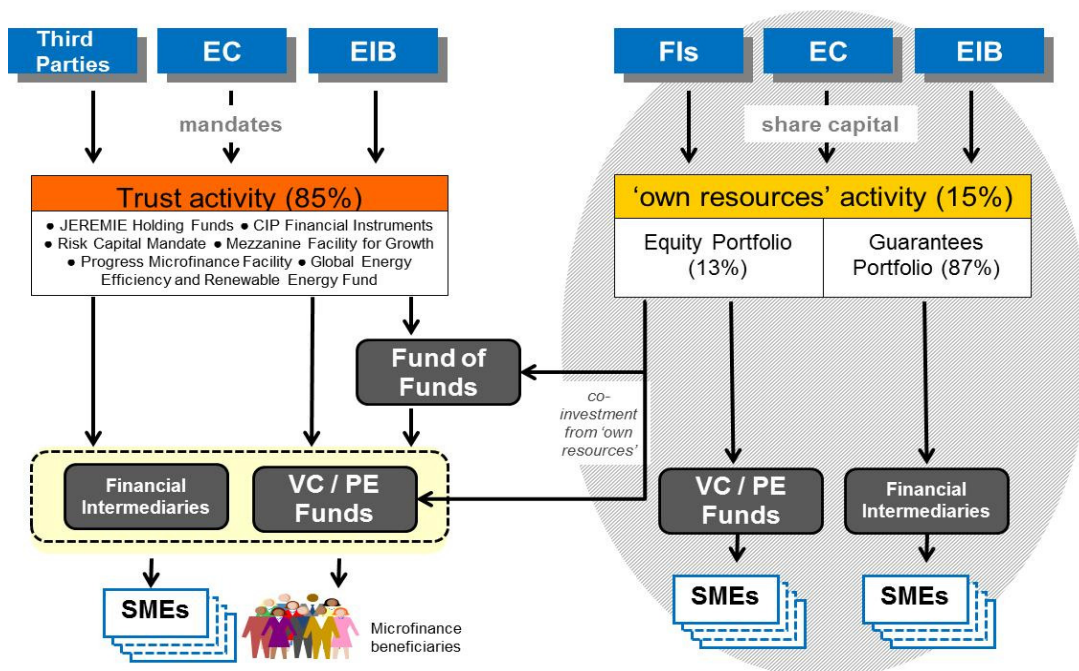 Third
Parties
EC
EIB
FIs
EC
EIB
mandates
share capital
Trust activity (85%)
● JEREMIE Holding Funds ● CIP Financial Instruments
● Risk Capital Mandate ● Mezzanine Facility for Growth
● Progress Microfinance Facility ● Global Energy
Efficiency and Renewable Energy Fund
‘own resources’ activity (15%)
Equity Portfolio
(13%)
Guarantees
Portfolio (87%)
Fund of
Funds
co-
investment
from ‘own
resources’
Financial
Intermediaries
VC / PE
Funds
VC / PE
Funds
Financial
Intermediaries
SMEs
Microfinance
beneficiaries
SMEs
SMEs